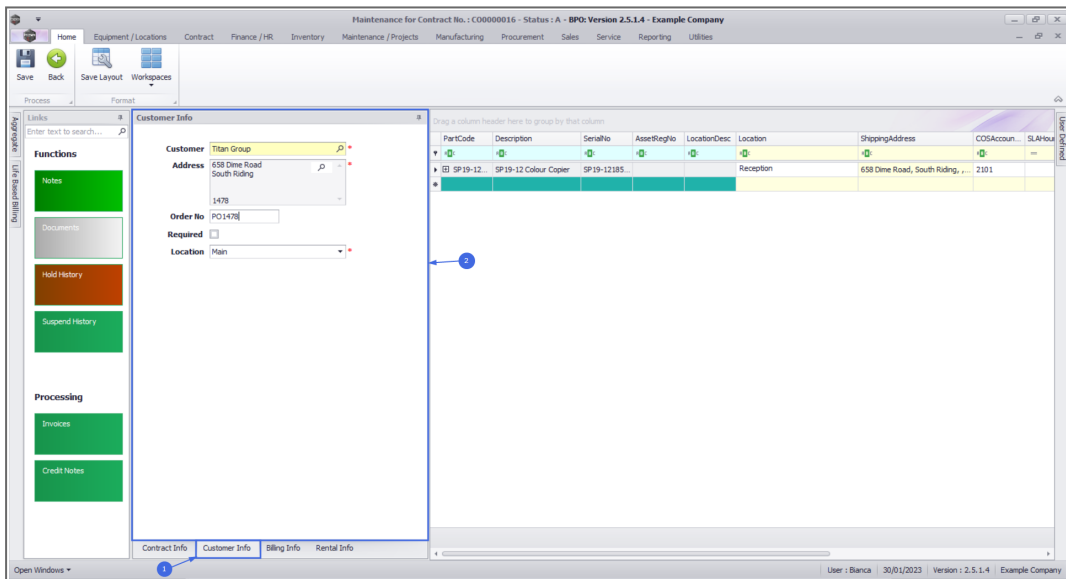 Maintenance for Contract No. : CO0000016 - Status : A - BPO: Version 2.5.1.4 - Example Company
Home Equipment / Locations Contract Finance / HR Inventory Maintenance / Projects Manufacturing Procurement Sales Service Reporting Utilities
Save Back Save Layout Workspaces
Process Format
Links
Enter text to search...
Functions
Notes
Documents
Hold History
Suspend History
Processing
Invoices
Credit Notes
Aggregate
Life Based Billing
Customer Info
Customer Titan Group *
Address 658 Dime Road *
South Riding
1478
Order No PO1478
Required
Location Main *
Contract Info Customer Info Billing Info Rental Info
1
2
Drag a column header here to group by that column
PartCode Description SerialNo AssetRegNo LocationDesc Location ShippingAddress COSAccoun... SLAHour
SP19-12... SP19-12 Colour Copier SP19-12185... Reception 658 Dime Road, South Riding, ,... 2101
User Defined
Open Windows
User : Bianca 30/01/2023 Version : 2.5.1.4 Example Company